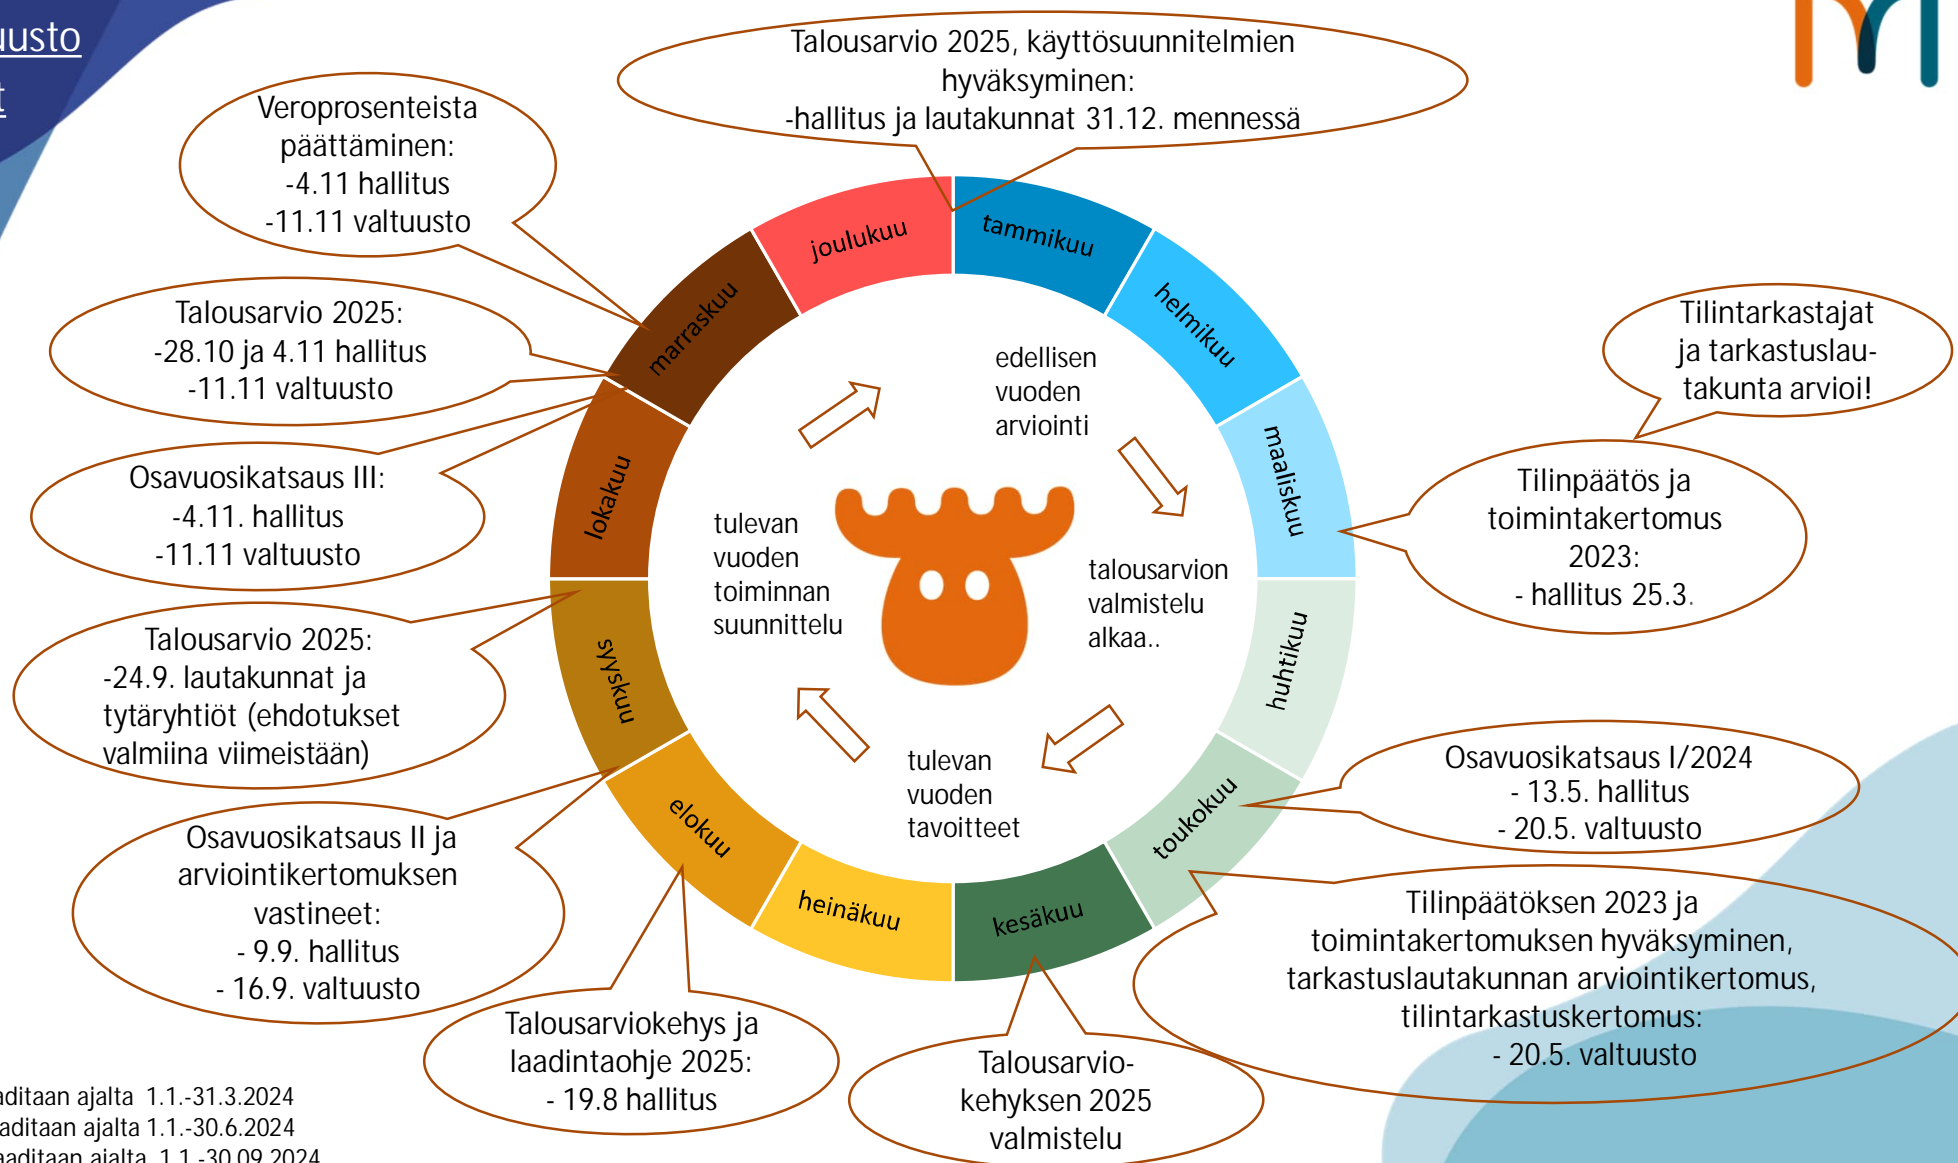 Talousarvio 2025, käyttösuunnitelmien
hyväksyminen:
-hallitus ja lautakunnat 31.12. mennessä
Veroprosenteista
päättäminen:
-4.11 hallitus
-11.11 valtuusto
Talousarvio 2025:
-28.10 ja 4.11 hallitus
-11.11 valtuusto
Osavuosikatsaus III:
-4.11. hallitus
-11.11 valtuusto
Talousarvio 2025:
-24.9. lautakunnat ja
tytäryhtiöt (ehdotukset
valmiina viimeistään)
Osavuosikatsaus II ja
arviointikertomuksen
vastineet:
- 9.9. hallitus
- 16.9. valtuusto
Talousarviokehys ja
laadintaohje 2025:
- 19.8 hallitus
Talousarvio-
kehyksen 2025
valmistelu
Tilinpäätöksen 2023 ja
toimintakertomuksen hyväksyminen,
tarkastuslautakunnan arviointikertomus,
tilintarkastuskertomus:
- 20.5. valtuusto
Osavuosikatsaus I/2024
- 13.5. hallitus
- 20.5. valtuusto
Tilinpäätös ja
toimintakertomus
2023:
- hallitus 25.3.
Tilintarkastajat
ja tarkastuslau-
takunta arvioi!
tammikuu
helmikuu
maaliskuu
huhtikuu
toukokuu
kesäkuu
heinäkuu
elokuu
syyskuu
lokakuu
marraskuu
joulukuu
edellisen
vuoden
arviointi
talousarvion
valmistelu
alkaa..
tulevan
vuoden
tavoitteet
tulevan
vuoden
toiminnan
suunnittelu
ajalta 1.1.-31.3.2024
ajalta 1.1.-30.6.2024
ajalta 1.1.-30.09.2024